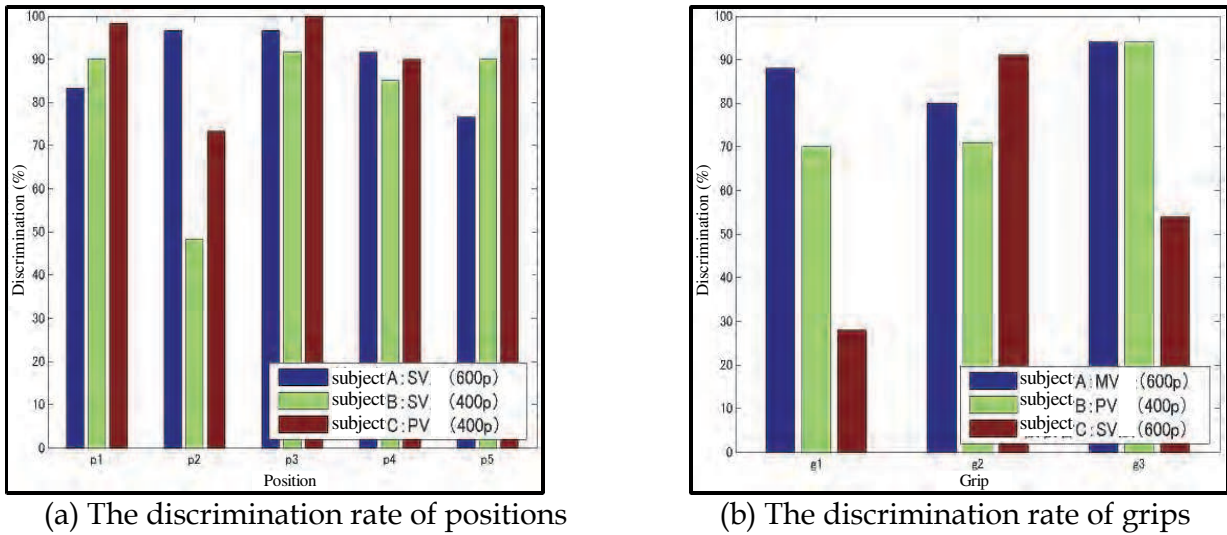 100
90
80
70
60
50
40
30
20
10
0
Discrimination (%)
p1 p2 p3 p4 p5
Position
subject A:SV (600p)
subject B:SV (400p)
subject C:PV (400p)
(a) The discrimination rate of positions
100
90
80
70
60
50
40
30
20
10
0
Discrimination (%)
g1 g2 g3
Grip
subject A:MV :(600p)
subject B:PV (400p)
subject C:SV (600p)
(b) The discrimination rate of grips